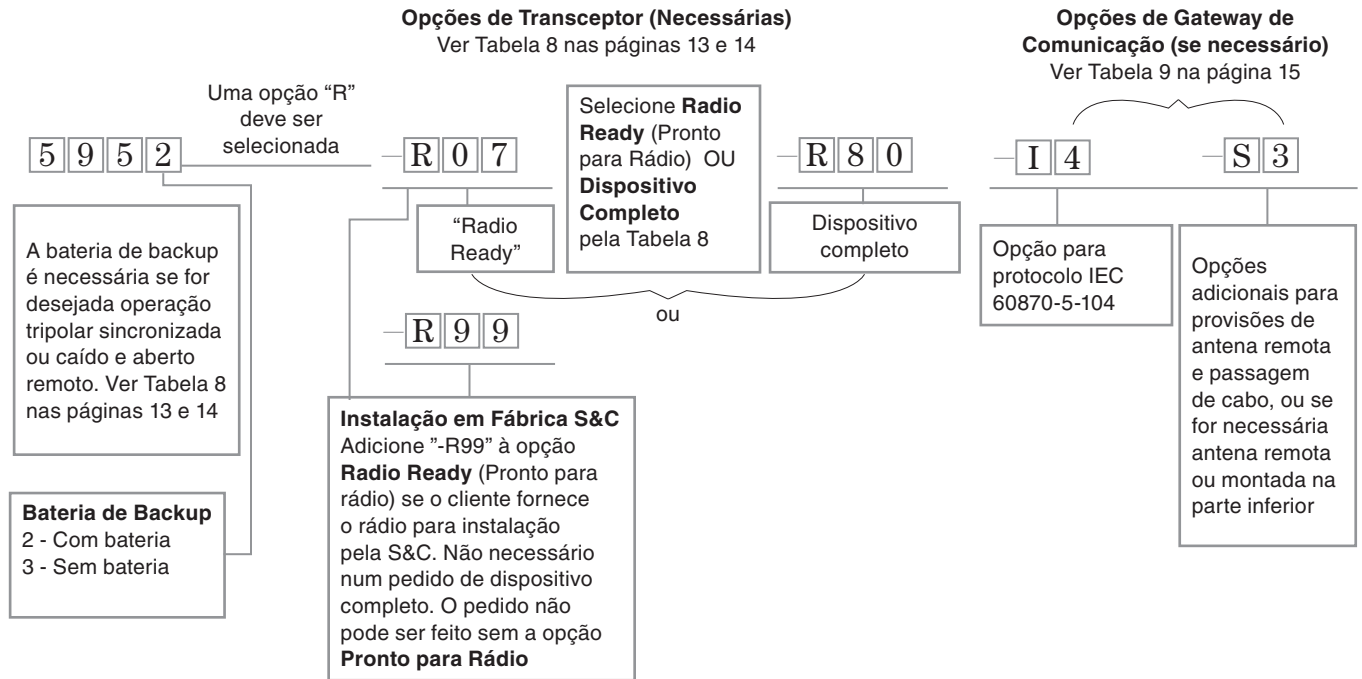 Opções de Transceptor (Necessárias)
Ver Tabela 8 nas páginas 13 e 14
Opções de Gateway de
Comunicação (se necessário)
Ver Tabela 9 na página 15
Uma opção “R”
deve ser
selecionada
5952
–R07
Selecione Radio
Ready (Pronto
para Rádio) OU
Dispositivo
Completo
pela Tabela 8
–R80
–I4
–S3
A bateria de backup
é necessária se for
desejada operação
tripolar sincronizada
ou caído e aberto
remoto. Ver Tabela 8
nas páginas 13 e 14
“Radio
Ready”
Dispositivo
completo
ou
Opção para
protocolo IEC
60870-5-104
Opções
adicionais para
provisões de
antena remota
e passagem
de cabo, ou se
for necessária
antena remota
ou montada na
parte inferior
–R99
Instalação em Fábrica S&C
Adicione ”-R99” à opção
Radio Ready (Pronto para
rádio) se o cliente fornece
o rádio para instalação
pela S&C. Não necessário
num pedido de dispositivo
completo. O pedido não
pode ser feito sem a opção
Pronto para Rádio
Bateria de Backup
2 - Com bateria
3 - Sem bateria